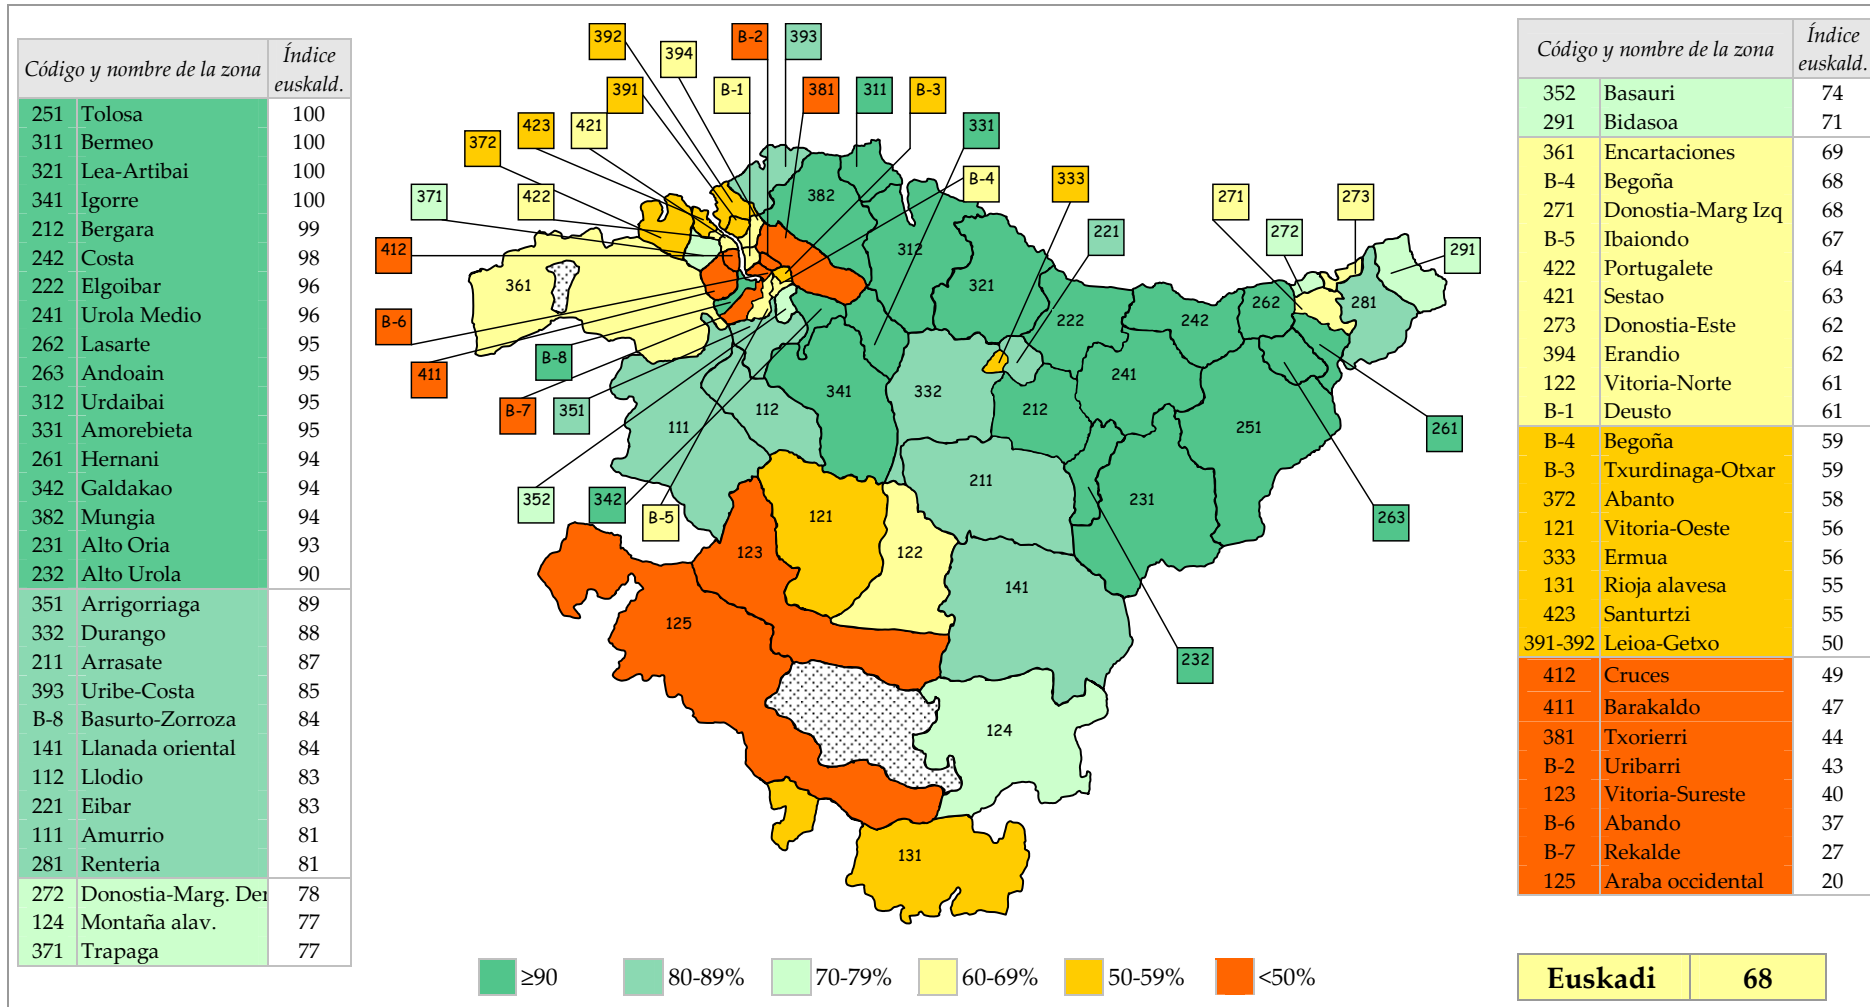 Código y nombre de la zona Índice euskald.
251 Tolosa 100
311 Bermeo 100
321 Lea-Artibai 100
341 Igorre 100
212 Bergara 99
242 Costa 98
222 Elgoibar 96
241 Urola Medio 96
262 Lasarte 95
263 Andoain 95
312 Urdaibai 95
331 Amorebieta 95
261 Hernani 94
342 Galdakao 94
382 Mungia 94
231 Alto Oria 93
232 Alto Urola 90
351 Arrigorriaga 89
332 Durango 88
211 Arrasate 87
393 Uribe-Costa 85
B-8 Basurto-Zorroza 84
141 Llanada oriental 84
112 Llodio 83
221 Eibar 83
111 Amurrio 81
281 Renteria 81
272 Donostia-Marg. Der 78
124 Montaña alav. 77
371 Trapaga 77
392
394
B-2
393
391
B-1
381
311
B-3
423
421
331
372
371
422
382
B-4
333
271
273
412
221
272
291
312
361
321
262
281
B-6
222
242
B-8
411
241
B-7
351
341
332
112
212
111
251
261
352
342
B-5
211
231
263
121
123
122
141
125
232
124
131
≥90
80-89%
70-79%
60-69%
50-59%
<50%
Código y nombre de la zona Índice euskald.
352 Basauri 74
291 Bidasoa 71
361 Encartaciones 69
B-4 Begoña 68
271 Donostia-Marg Izq 68
B-5 Ibaiondo 67
422 Portugalete 64
421 Sestao 63
273 Donostia-Este 62
394 Erandio 62
122 Vitoria-Norte 61
B-1 Deusto 61
B-4 Begoña 59
B-3 Txurdinaga-Otxar 59
372 Abanto 58
121 Vitoria-Oeste 56
333 Ermua 56
131 Rioja alavesa 55
423 Santurtzi 55
391-392 Leioa-Getxo 50
412 Cruces 49
411 Barakaldo 47
381 Txorierri 44
B-2 Uribarri 43
123 Vitoria-Sureste 40
B-6 Abando 37
B-7 Rekalde 27
125 Araba occidental 20
Euskadi 68